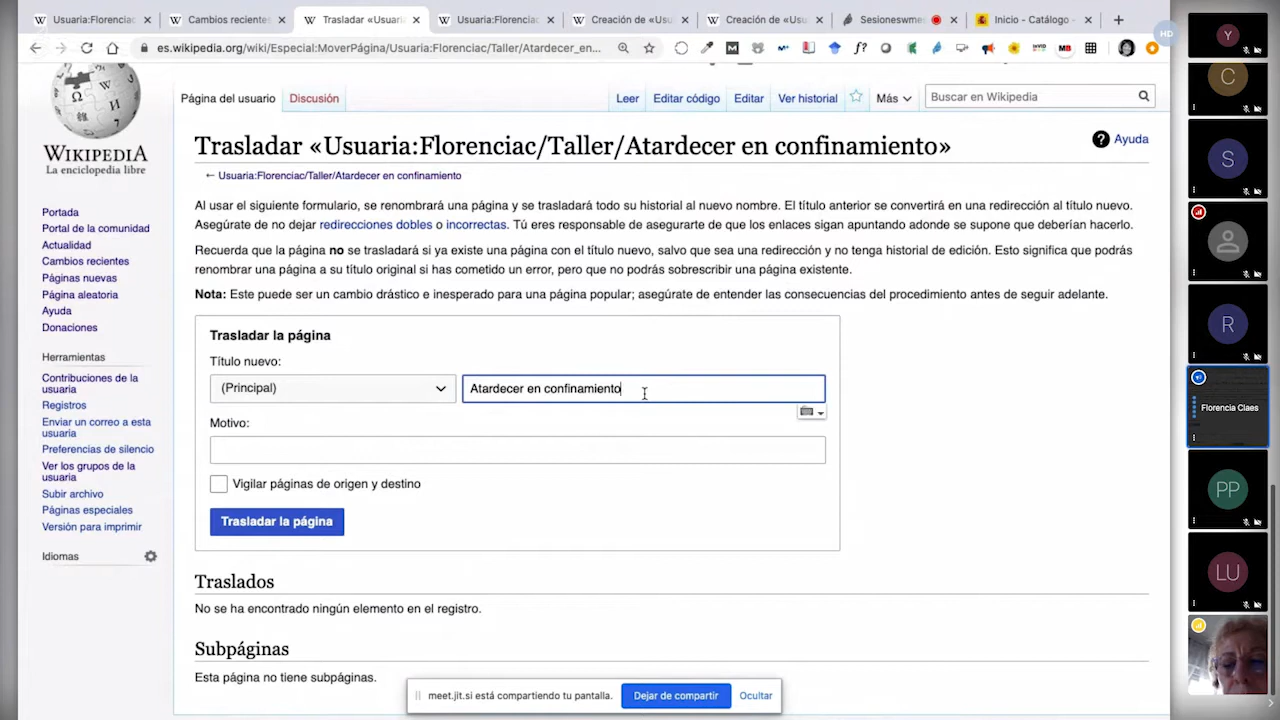 Usuaria:Florenciac
Cambios recientes
Trasladar «Usuari
Usuaria:Florenciac
Creación de «Usu
Creación de «Usu
Sesioneswme
Inicio - Catálogo
HD
es.wikipedia.org/wiki/Especial:MoverPágina/Usuaria:Florenciac/Taller/Atardecer_en...
Página del usuario
Discusión
Leer
Editar código
Editar
Ver historial
Más
Buscar en Wikipedia
WIKIPEDIA
La enciclopedia libre
Portada
Portal de la comunidad
Actualidad
Cambios recientes
Páginas nuevas
Página aleatoria
Ayuda
Donaciones
Herramientas
Contribuciones de la
usuaria
Registros
Enviar un correo a esta
usuaria
Preferencias de silencio
Ver los grupos de la
usuaria
Subir archivo
Páginas especiales
Versión para imprimir
Idiomas
Trasladar «Usuaria:Florenciac/Taller/Atardecer en confinamiento»
Ayuda
← Usuaria:Florenciac/Taller/Atardecer en confinamiento
Al usar el siguiente formulario, se renombrará una página y se trasladará todo su historial al nuevo nombre. El título anterior se convertirá en una redirección al título nuevo.
Asegúrate de no dejar redirecciones dobles o incorrectas. Tú eres responsable de asegurarte de que los enlaces sigan apuntando adonde se supone que deberían hacerlo.
Recuerda que la página no se trasladará si ya existe una página con el título nuevo, salvo que sea una redirección y no tenga historial de edición. Esto significa que podrás
renombrar una página a su título original si has cometido un error, pero que no podrás sobrescribir una página existente.
Nota: Este puede ser un cambio drástico e inesperado para una página popular; asegúrate de entender las consecuencias del procedimiento antes de seguir adelante.
Trasladar la página
Título nuevo:
(Principal)
Atardecer en confinamiento
Motivo:
Vigilar páginas de origen y destino
Trasladar la página
Traslados
No se ha encontrado ningún elemento en el registro.
Subpáginas
Esta página no tiene subpáginas.
meet.jit.si está compartiendo tu pantalla.
Dejar de compartir
Ocultar
Y
C
S
R
Florencia Claes
PP
LU